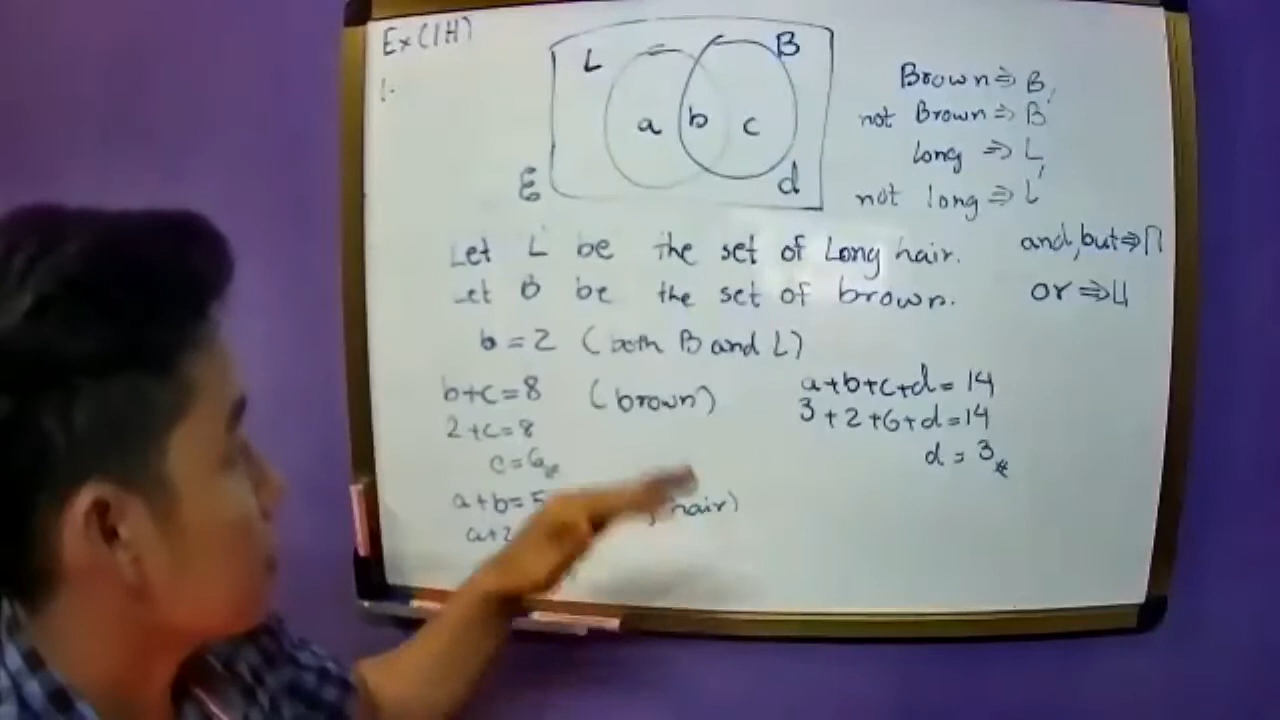 Ex (1H)
1.
L
B
a
b
c
d
ξ
Brown ⇒ B
not Brown ⇒ B'
long ⇒ L
not long ⇒ L'
and, but ⇒ ∩
or ⇒ ∪
Let L be the set of Long hair.
Let B be the set of brown.
b = 2 (both B and L)
b+c = 8 (brown)
2+c = 8
c = 6
a+b = 5 hair)
a+2
a+b+c+d = 14
3+2+6+d = 14
d = 3